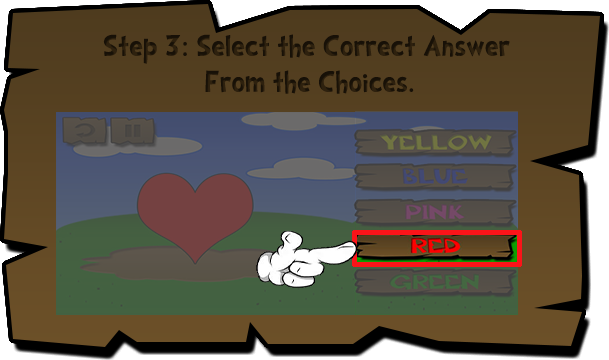 Step 3: Select the Correct Answer
From the Choices.
YELLOW
BLUE
PINK
RED
GREEN